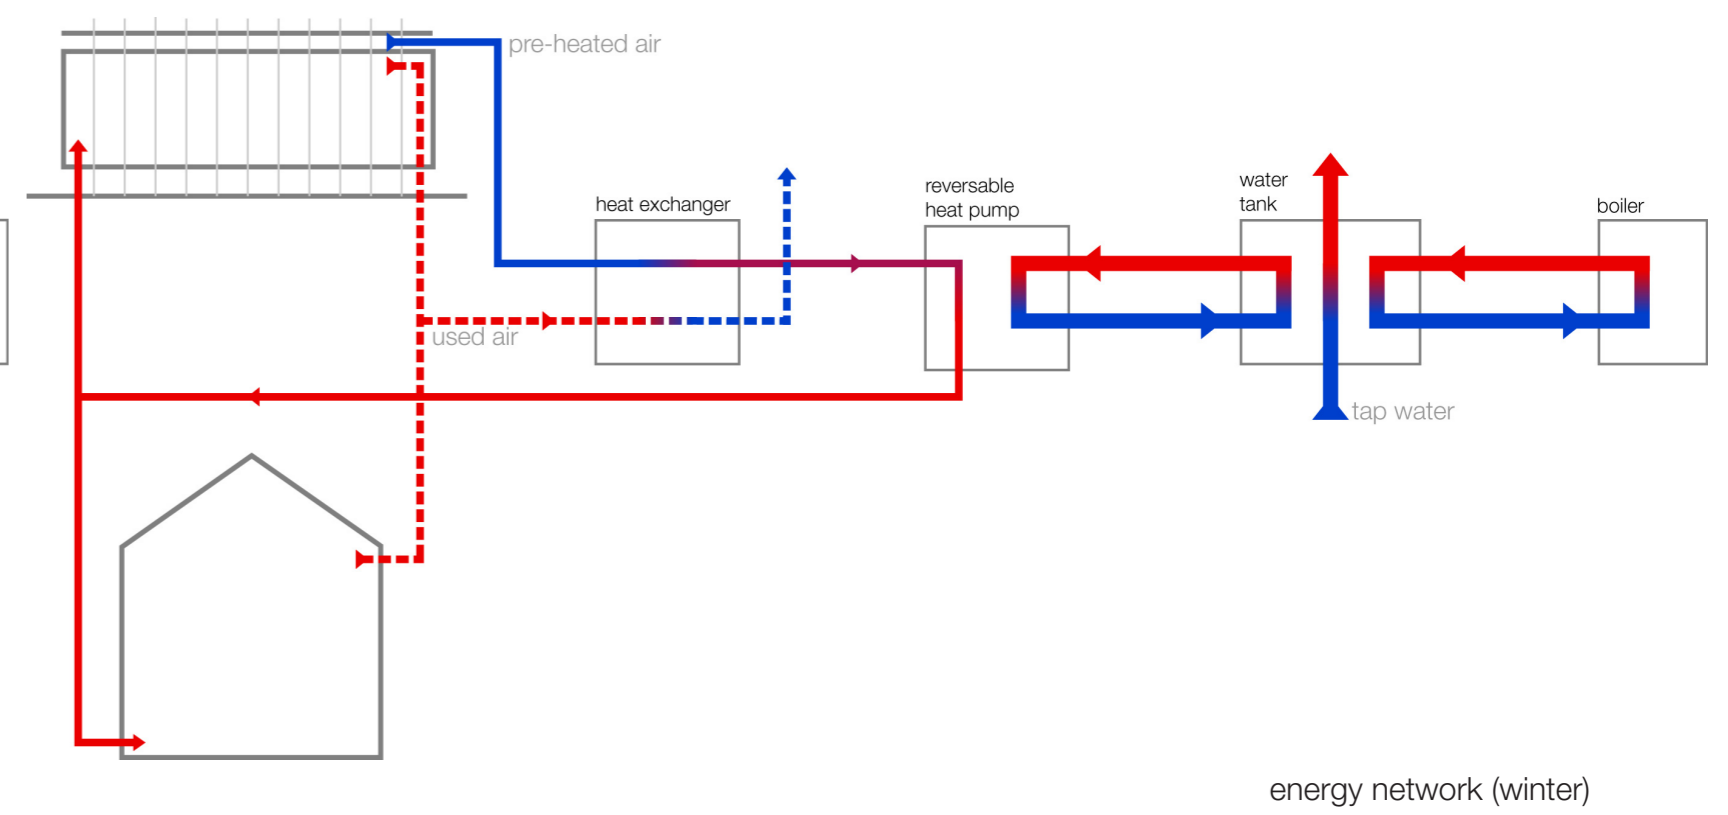 pre-heated air
heat exchanger
reversable
heat pump
water
tank
boiler
used air
tap water
energy network (winter)